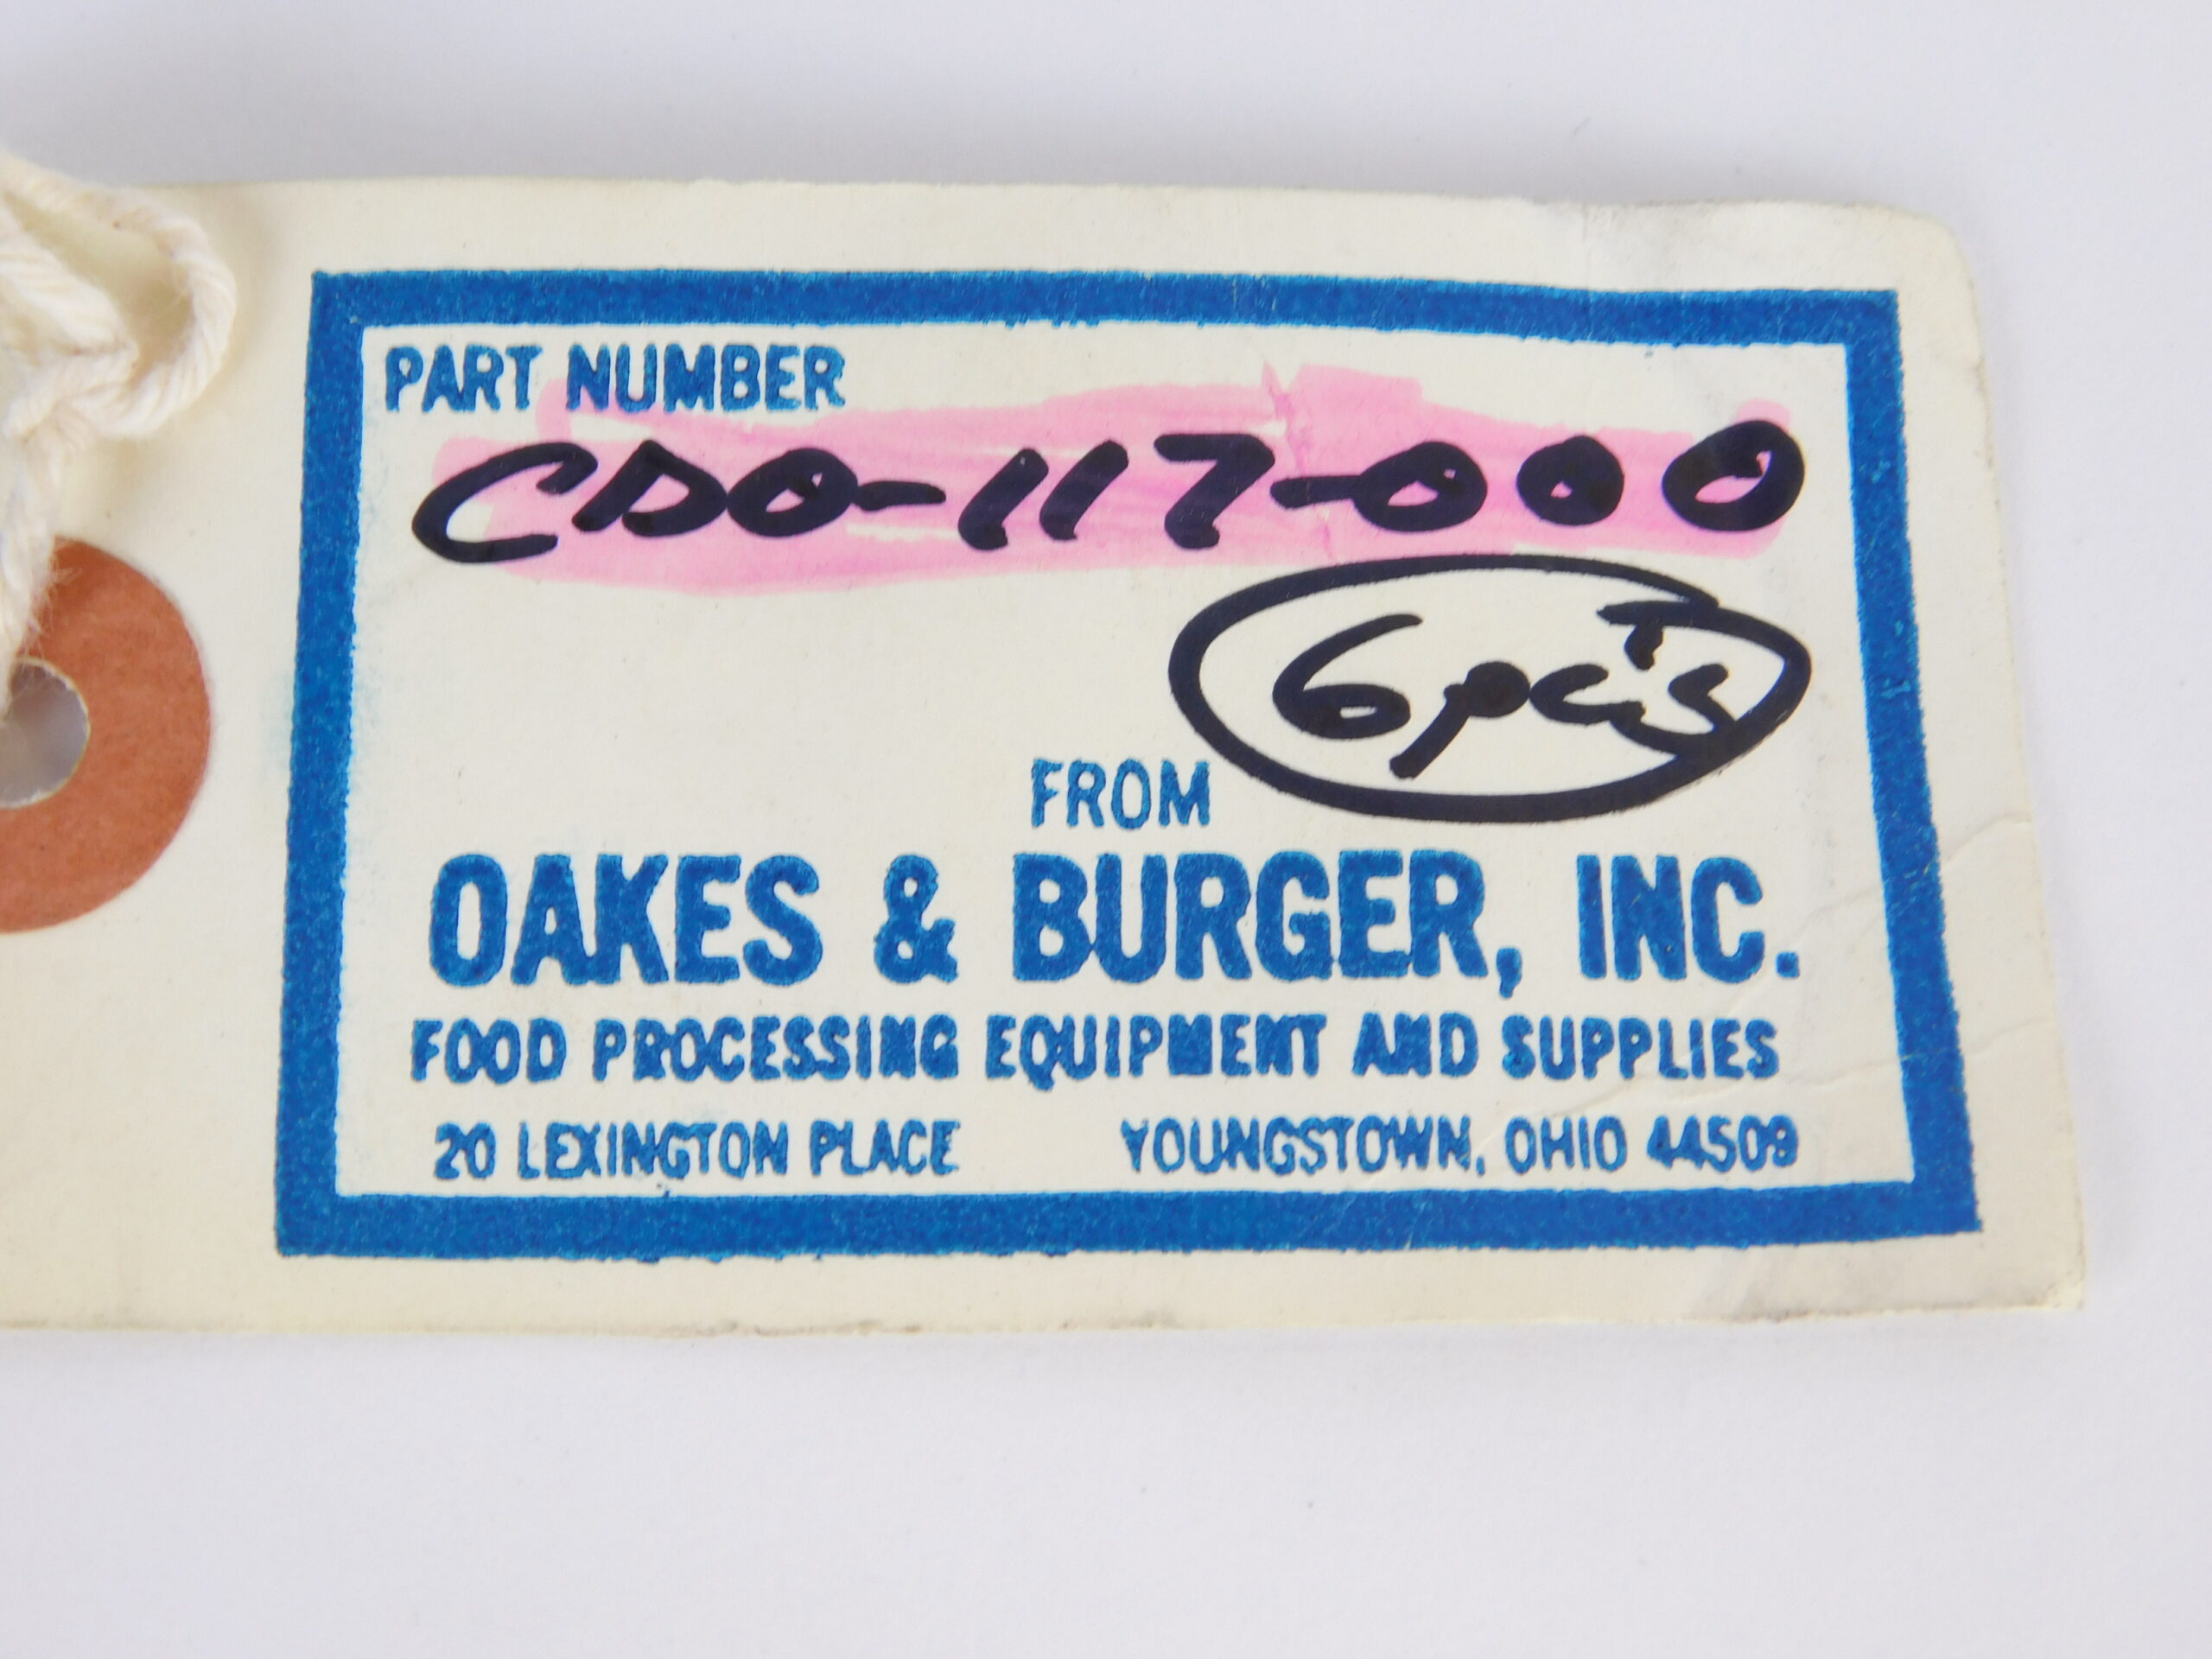 PART NUMBER
CDO-117-000
6pc's
FROM
OAKES & BURGER, INC.
FOOD PROCESSING EQUIPMENT AND SUPPLIES
20 LEXINGTON PLACE YOUNGSTOWN, OHIO 44509